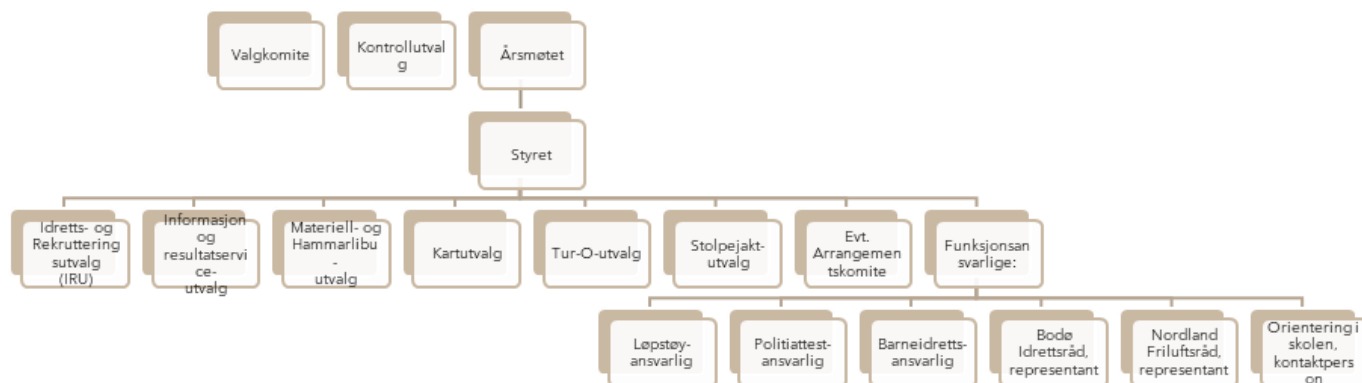 Valgkomite
Kontrollutval
g
Årsmøtet
Styret
Idretts- og
Rekruttering
sutvalg
(IRU)
Informasjon
og
resultatservi
ce-
utvalg
Materiell- og
Hammarlibu
-
utvalg
Kartutvalg
Tur-O-utvalg
Stolpejakt-
utvalg
Evt.
Arrangemen
tskomite
Funksjonsan
svarlige:
Løpstøy-
ansvarlig
Politiattest-
ansvarlig
Barneidretts-
ansvarlig
Bodø
Idrettsråd,
representant
Nordland
Friluftsråd,
representant
Orientering i
skolen,
kontaktpers
on